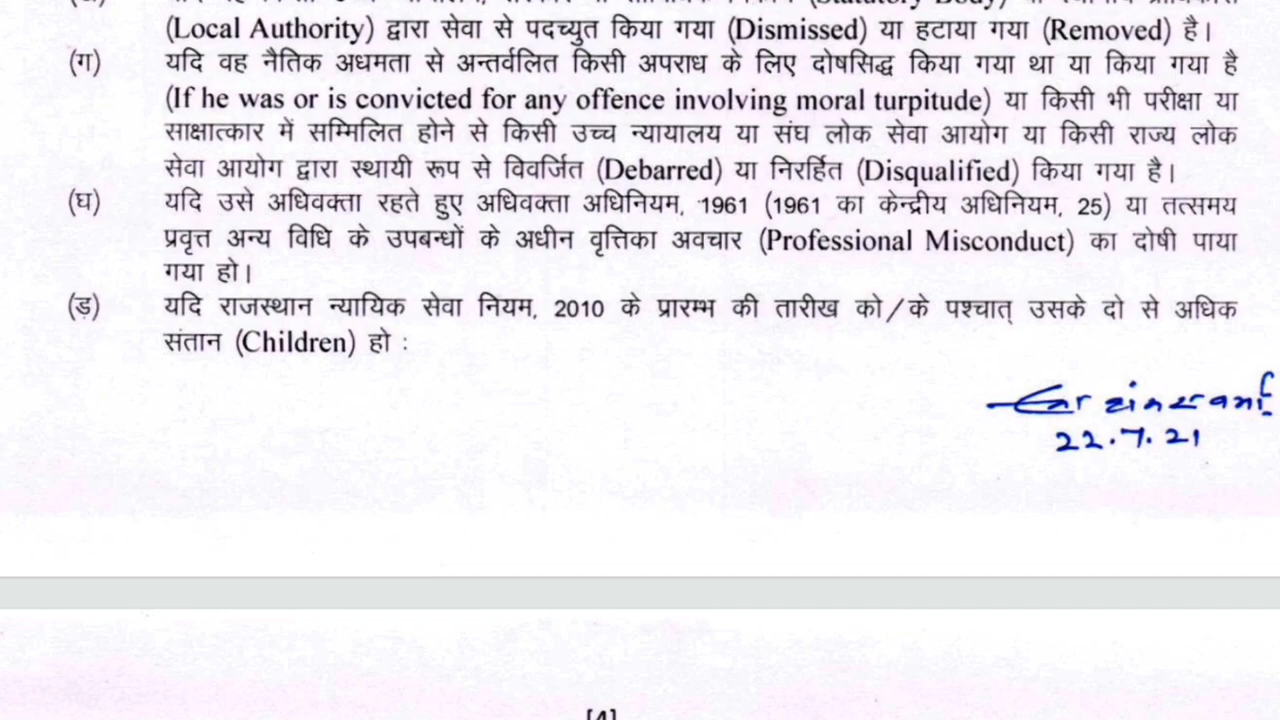 (Local Authority) द्वारा सेवा से पदच्युत किया गया (Dismissed) या हटाया गया (Removed) है।
(ग) यदि वह नैतिक अधमता से अन्तर्वलित किसी अपराध के लिए दोषसिद्ध किया गया था या किया गया है
(If he was or is convicted for any offence involving moral turpitude) या किसी भी परीक्षा या
साक्षात्कार में सम्मिलित होने से किसी उच्च न्यायालय या संघ लोक सेवा आयोग या किसी राज्य लोक
सेवा आयोग द्वारा स्थायी रूप से विवर्जित (Debarred) या निरर्हित (Disqualified) किया गया है।
(घ) यदि उसे अधिवक्ता रहते हुए अधिवक्ता अधिनियम, 1961 (1961 का केन्द्रीय अधिनियम, 25) या तत्समय
प्रवृत्त अन्य विधि के उपबन्धों के अधीन वृत्तिका अवचार (Professional Misconduct) का दोषी पाया
गया हो।
(ड़) यदि राजस्थान न्यायिक सेवा नियम, 2010 के प्रारम्भ की तारीख को/के पश्चात् उसके दो से अधिक
संतान (Children) हो :
22.7.21
[4]